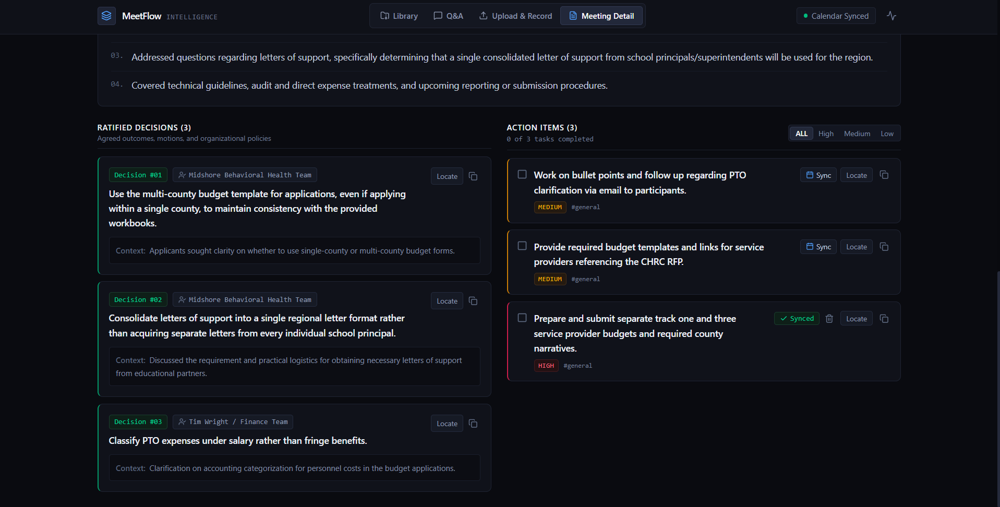 MeetFlow INTELLIGENCE
Library
Q&A
Upload & Record
Meeting Detail
Calendar Synced
03. Addressed questions regarding letters of support, specifically determining that a single consolidated letter of support from school principals/superintendents will be used for the region.
04. Covered technical guidelines, audit and direct expense treatments, and upcoming reporting or submission procedures.
RATIFIED DECISIONS (3)
Agreed outcomes, motions, and organizational policies
Decision #01
Midshore Behavioral Health Team
Locate
Use the multi-county budget template for applications, even if applying
within a single county, to maintain consistency with the provided
workbooks.
Context: Applicants sought clarity on whether to use single-county or multi-county budget forms.
Decision #02
Midshore Behavioral Health Team
Locate
Consolidate letters of support into a single regional letter format rather
than acquiring separate letters from every individual school principal.
Context: Discussed the requirement and practical logistics for obtaining necessary letters of support
from educational partners.
Decision #03
Tim Wright / Finance Team
Locate
Classify PTO expenses under salary rather than fringe benefits.
Context: Clarification on accounting categorization for personnel costs in the budget applications.
ACTION ITEMS (3)
0 of 3 tasks completed
ALL
High
Medium
Low
Work on bullet points and follow up regarding PTO
clarification via email to participants.
Sync
Locate
MEDIUM #general
Provide required budget templates and links for service
providers referencing the CHRC RFP.
Sync
Locate
MEDIUM #general
Prepare and submit separate track one and three
service provider budgets and required county
narratives.
Synced
Locate
HIGH #general